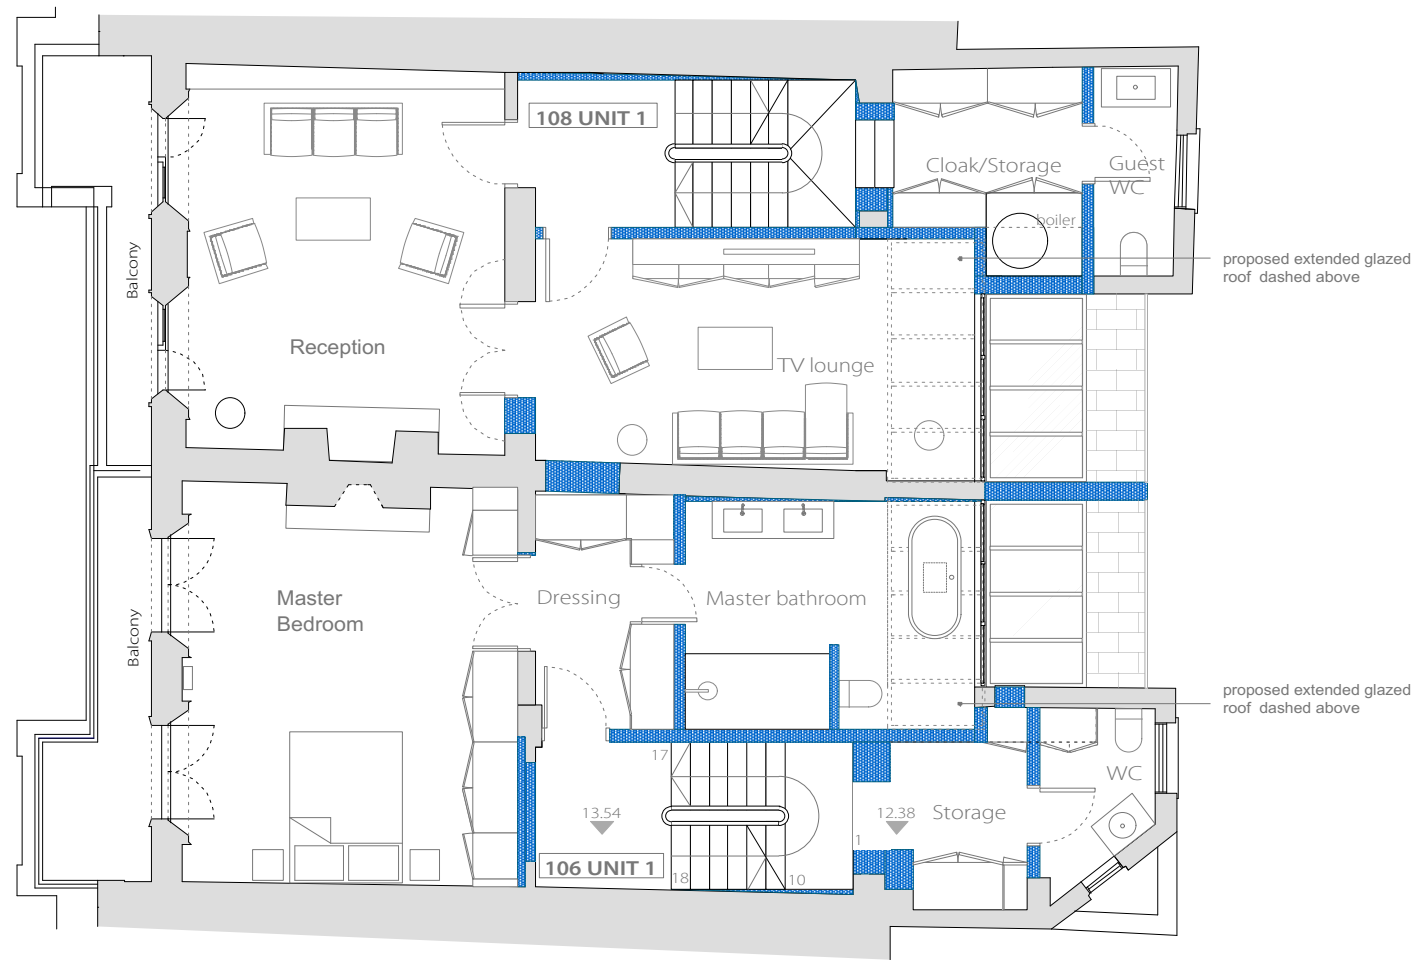 108 UNIT 1
Cloak/Storage
Guest
WC
boiler
proposed extended glazed
roof dashed above
Balcony
Reception
TV lounge
Master
Bedroom
Dressing
Master bathroom
Balcony
proposed extended glazed
roof dashed above
17
WC
13.54
12.38
Storage
1
106 UNIT 1
18
10